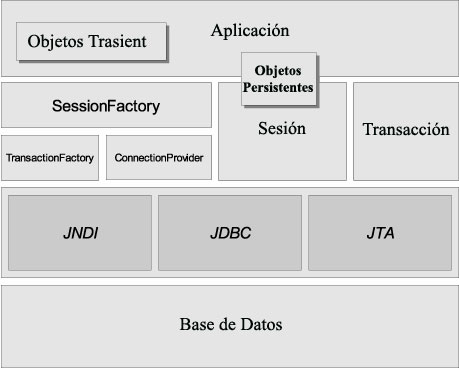 Objetos Trasient
Aplicación
Objetos
Persistentes
SessionFactory
Sesión
Transacción
TransactionFactory
ConnectionProvider
JNDI
JDBC
JTA
Base de Datos